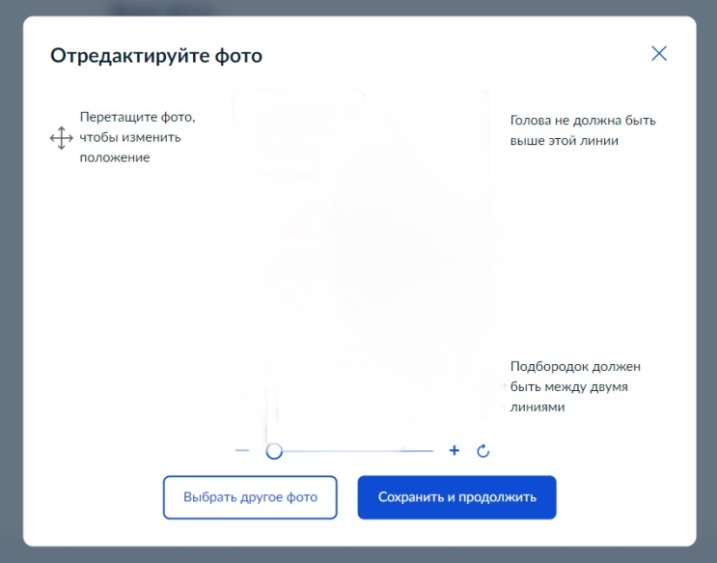 Отредактируйте фото
Перетащите фото,
чтобы изменить
положение
Голова не должна быть
выше этой линии
Подбородок должен
быть между двумя
линиями
Выбрать другое фото
Сохранить и продолжить